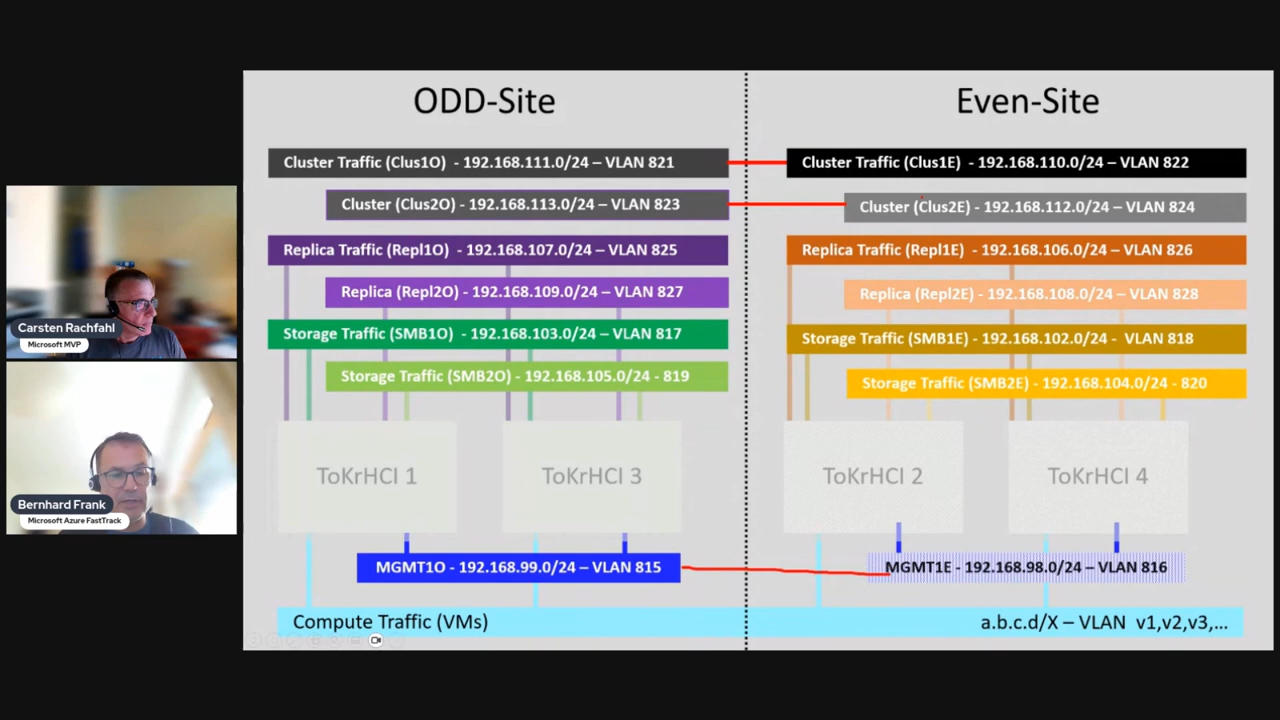 ODD-Site
Even-Site
Cluster Traffic (Clus1O) - 192.168.111.0/24 – VLAN 821
Cluster Traffic (Clus1E) - 192.168.110.0/24 – VLAN 822
Cluster (Clus2O) - 192.168.113.0/24 – VLAN 823
Cluster (Clus2E) - 192.168.112.0/24 – VLAN 824
Replica Traffic (Repl1O) - 192.168.107.0/24 – VLAN 825
Replica Traffic (Repl1E) - 192.168.106.0/24 – VLAN 826
Replica (Repl2O) - 192.168.109.0/24 – VLAN 827
Replica (Repl2E) - 192.168.108.0/24 – VLAN 828
Storage Traffic (SMB1O) - 192.168.103.0/24 – VLAN 817
Storage Traffic (SMB1E) - 192.168.102.0/24 - VLAN 818
Storage Traffic (SMB2O) - 192.168.105.0/24 - 819
Storage Traffic (SMB2E) - 192.168.104.0/24 - 820
ToKrHCI 1
ToKrHCI 3
ToKrHCI 2
ToKrHCI 4
MGMT1O - 192.168.99.0/24 – VLAN 815
MGMT1E - 192.168.98.0/24 – VLAN 816
Compute Traffic (VMs)
a.b.c.d/X – VLAN v1,v2,v3,...
Carsten Rachfahl
Microsoft MVP
Bernhard Frank
Microsoft Azure FastTrack